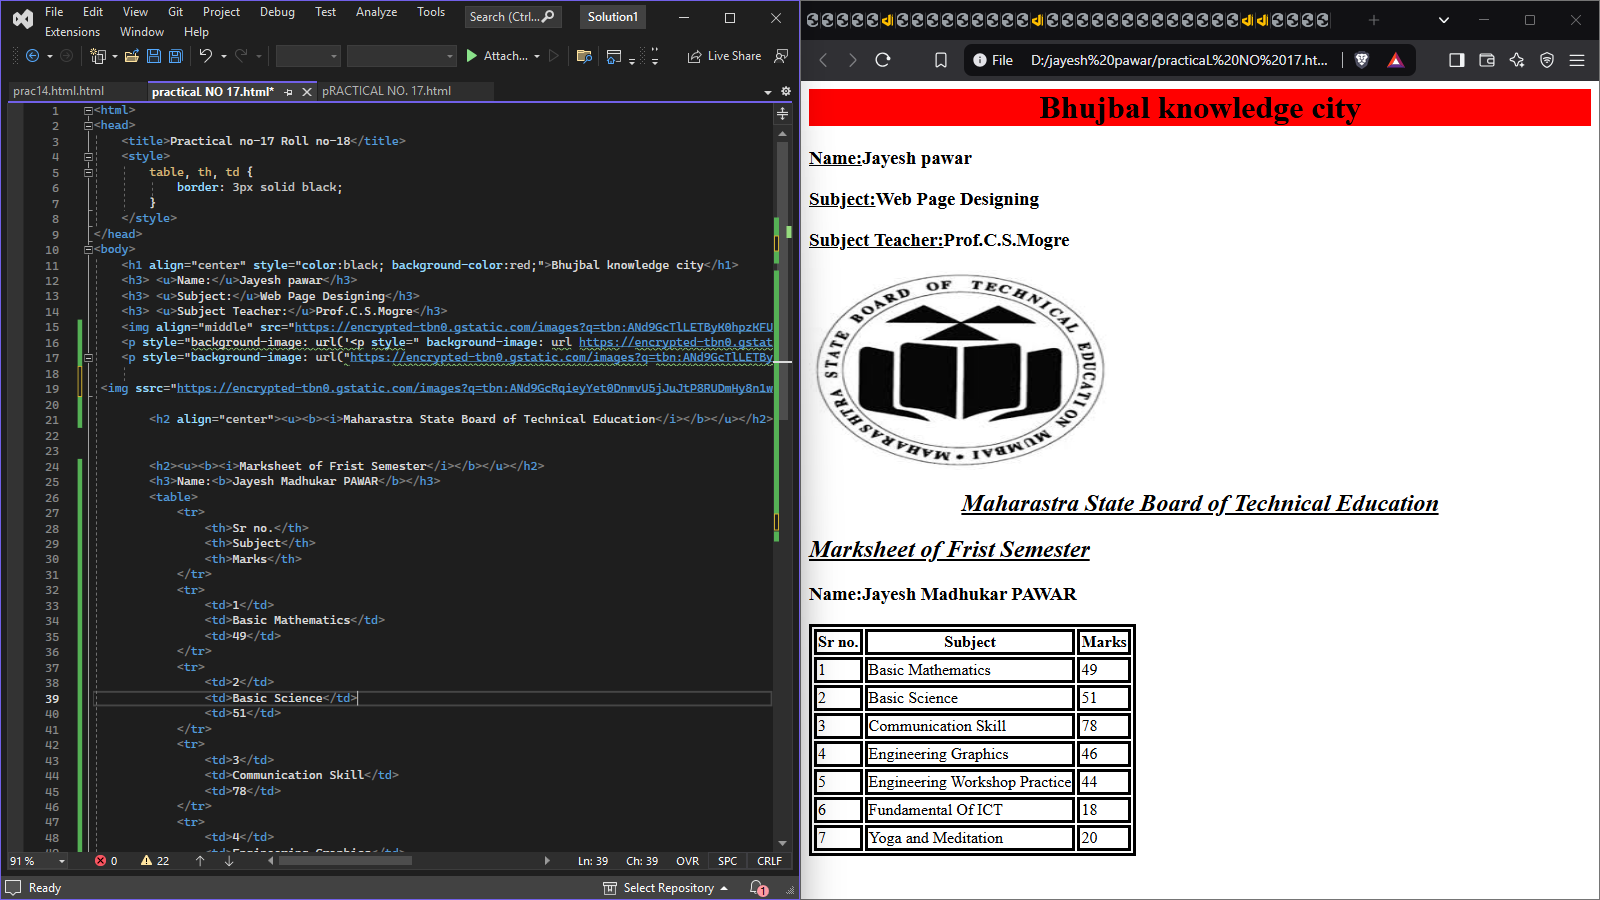 File Edit View Git Project Debug Test Analyze Tools Search (Ctrl... Solution1
Extensions Window Help
Attach... Live Share
prac14.html.html practicaL NO 17.html* pRACTICAL NO. 17.html
1 <html>
2 <head>
3 <title>Practical no-17 Roll no-18</title>
4 <style>
5 table, th, td {
6 border: 3px solid black;
7 }
8 </style>
9 </head>
10 <body>
11 <h1 align="center" style="color:black; background-color:red;">Bhujbal knowledge city</h1>
12 <h3> <u>Name:</u>Jayesh pawar</h3>
13 <h3> <u>Subject:</u>Web Page Designing</h3>
14 <h3> <u>Subject Teacher:</u>Prof.C.S.Mogre</h3>
15 <img align="middle" src="https://encrypted-tbn0.gstatic.com/images?q=tbn:ANd9GcTlLETByK0hpzKFU
16 <p style="background-image: url('<p style=" background-image: url https://encrypted-tbn0.gstat
17 <p style="background-image: url("https://encrypted-tbn0.gstatic.com/images?q=tbn:ANd9GcTlLETBy
18
19 <img ssrc="https://encrypted-tbn0.gstatic.com/images?q=tbn:ANd9GcRqieyYet0DnmvU5jJuJtP8RUDmHy8n1w
20
21 <h2 align="center"><u><b><i>Maharastra State Board of Technical Education</i></b></u></h2>
22
23
24 <h2><u><b><i>Marksheet of Frist Semester</i></b></u></h2>
25 <h3>Name:<b>Jayesh Madhukar PAWAR</b></h3>
26 <table>
27 <tr>
28 <th>Sr no.</th>
29 <th>Subject</th>
30 <th>Marks</th>
31 </tr>
32 <tr>
33 <td>1</td>
34 <td>Basic Mathematics</td>
35 <td>49</td>
36 </tr>
37 <tr>
38 <td>2</td>
39 <td>Basic Science</td>
40 <td>51</td>
41 </tr>
42 <tr>
43 <td>3</td>
44 <td>Communication Skill</td>
45 <td>78</td>
46 </tr>
47 <tr>
48 <td>4</td>
91 % 0 22 Ln: 39 Ch: 39 OVR SPC CRLF
Ready Select Repository 1
File D:/jayesh%20pawar/practicaL%20NO%2017.ht...
Bhujbal knowledge city
Name:Jayesh pawar
Subject:Web Page Designing
Subject Teacher:Prof.C.S.Mogre
MAHARASHTRA STATE BOARD OF TECHNICAL EDUCATION MUMBAI
Maharastra State Board of Technical Education
Marksheet of Frist Semester
Name:Jayesh Madhukar PAWAR
Sr no. Subject Marks
1 Basic Mathematics 49
2 Basic Science 51
3 Communication Skill 78
4 Engineering Graphics 46
5 Engineering Workshop Practice 44
6 Fundamental Of ICT 18
7 Yoga and Meditation 20